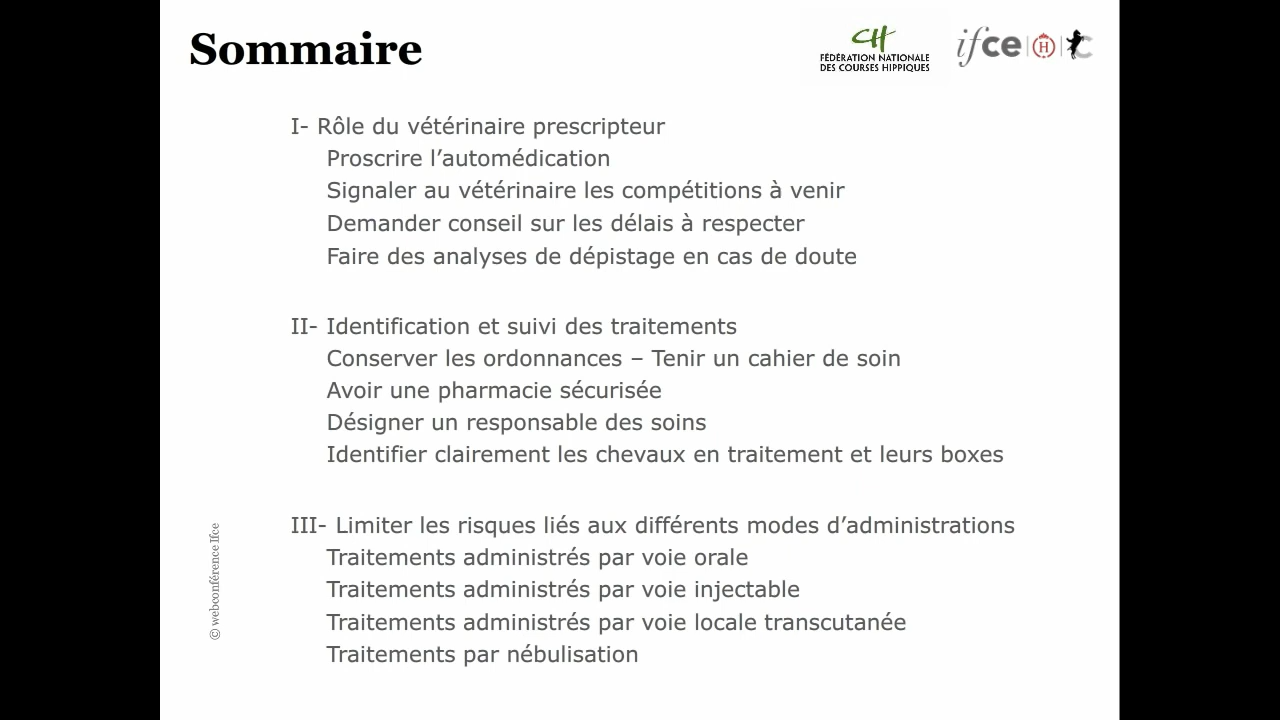 Sommaire
FÉDÉRATION NATIONALE
DES COURSES HIPPIQUES
ifce
H
I- Rôle du vétérinaire prescripteur
Proscrire l’automédication
Signaler au vétérinaire les compétitions à venir
Demander conseil sur les délais à respecter
Faire des analyses de dépistage en cas de doute
II- Identification et suivi des traitements
Conserver les ordonnances – Tenir un cahier de soin
Avoir une pharmacie sécurisée
Désigner un responsable des soins
Identifier clairement les chevaux en traitement et leurs boxes
III- Limiter les risques liés aux différents modes d’administrations
Traitements administrés par voie orale
Traitements administrés par voie injectable
Traitements administrés par voie locale transcutanée
Traitements par nébulisation
© webconférence Ifce